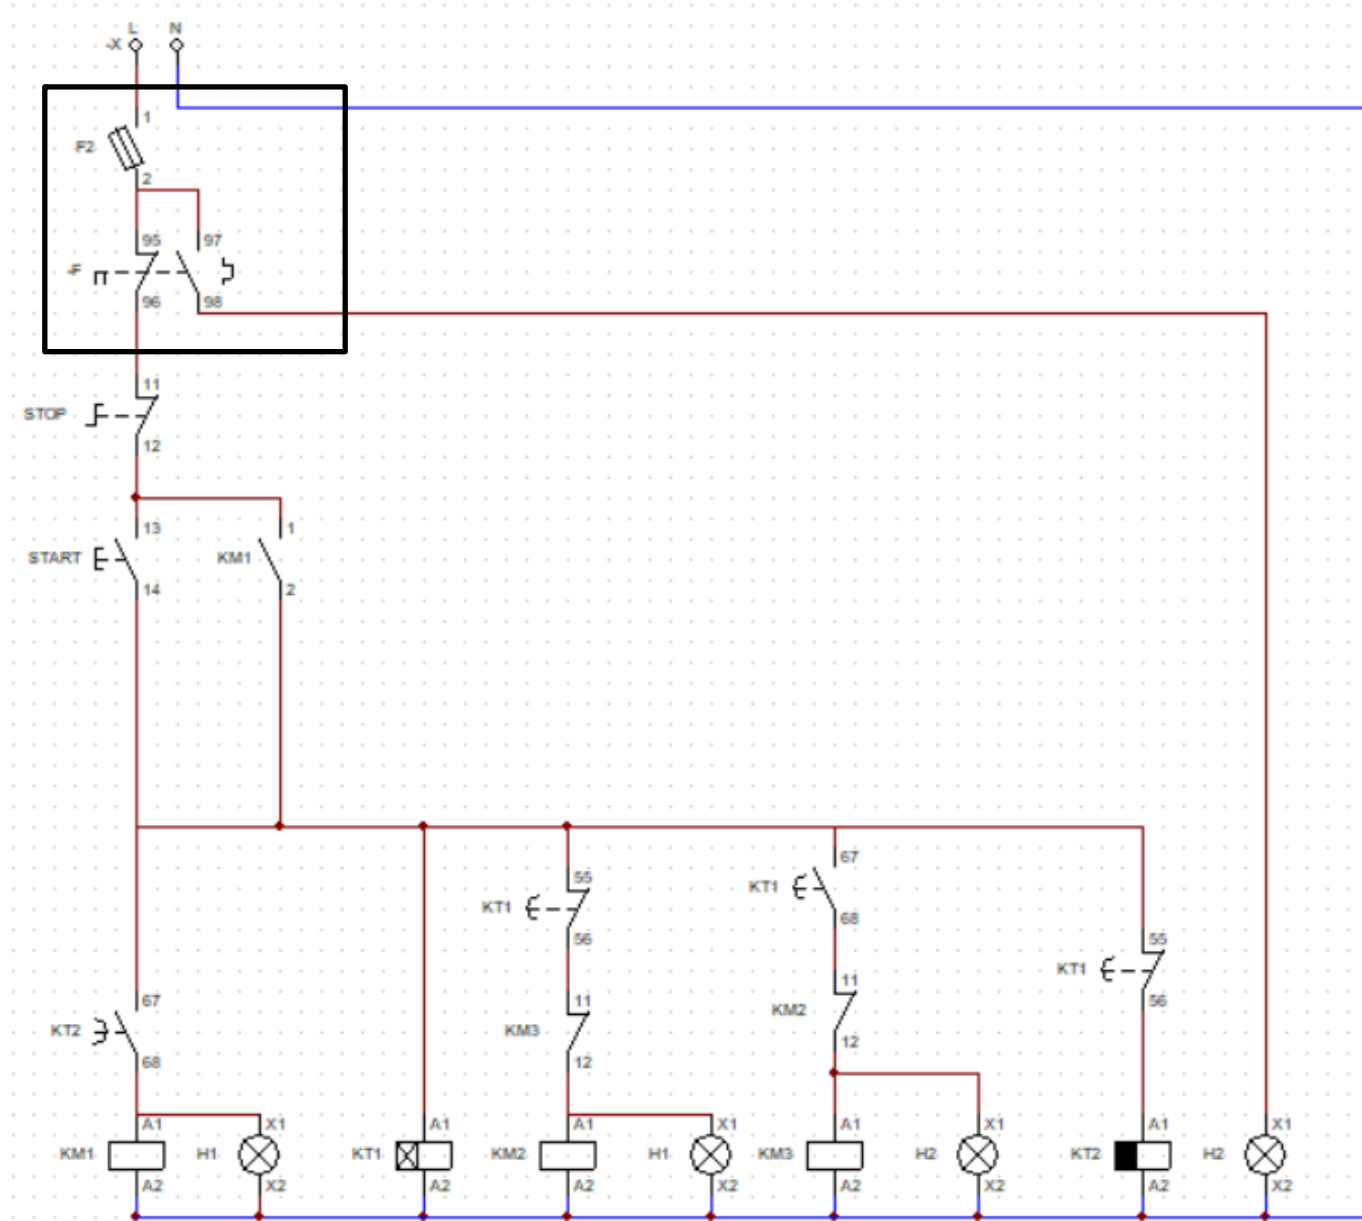 L N
-X
1
F2
2
95 97
-F
96 98
11
STOP
12
13 1
START KM1
14 2
67
55
KT1
KT1
68
56
55
KT1
11
67 11 56
KM2
KT2 KM3
12
68 12
A1 X1 A1 A1 X1 A1 X1 A1 X1
KM1 H1 KT1 KM2 H1 KM3 H2 KT2 H2
A2 X2 A2 A2 X2 A2 X2 A2 X2